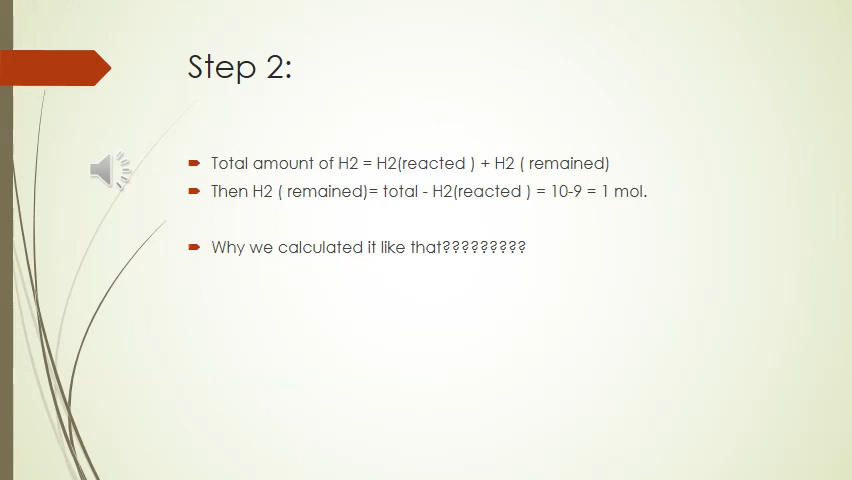 Step 2:
Total amount of H2 = H2(reacted ) + H2 ( remained)
Then H2 ( remained)= total - H2(reacted ) = 10-9 = 1 mol.
Why we calculated it like that?????????